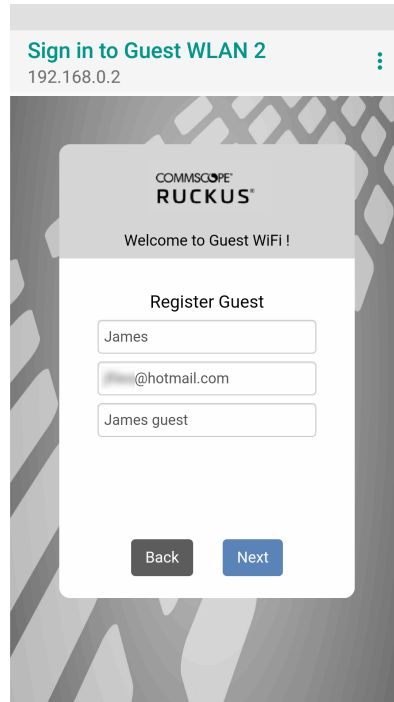 Sign in to Guest WLAN 2
192.168.0.2
COMMSCOPE®
RUCKUS®
Welcome to Guest WiFi !
Register Guest
James
@hotmail.com
James guest
Back
Next